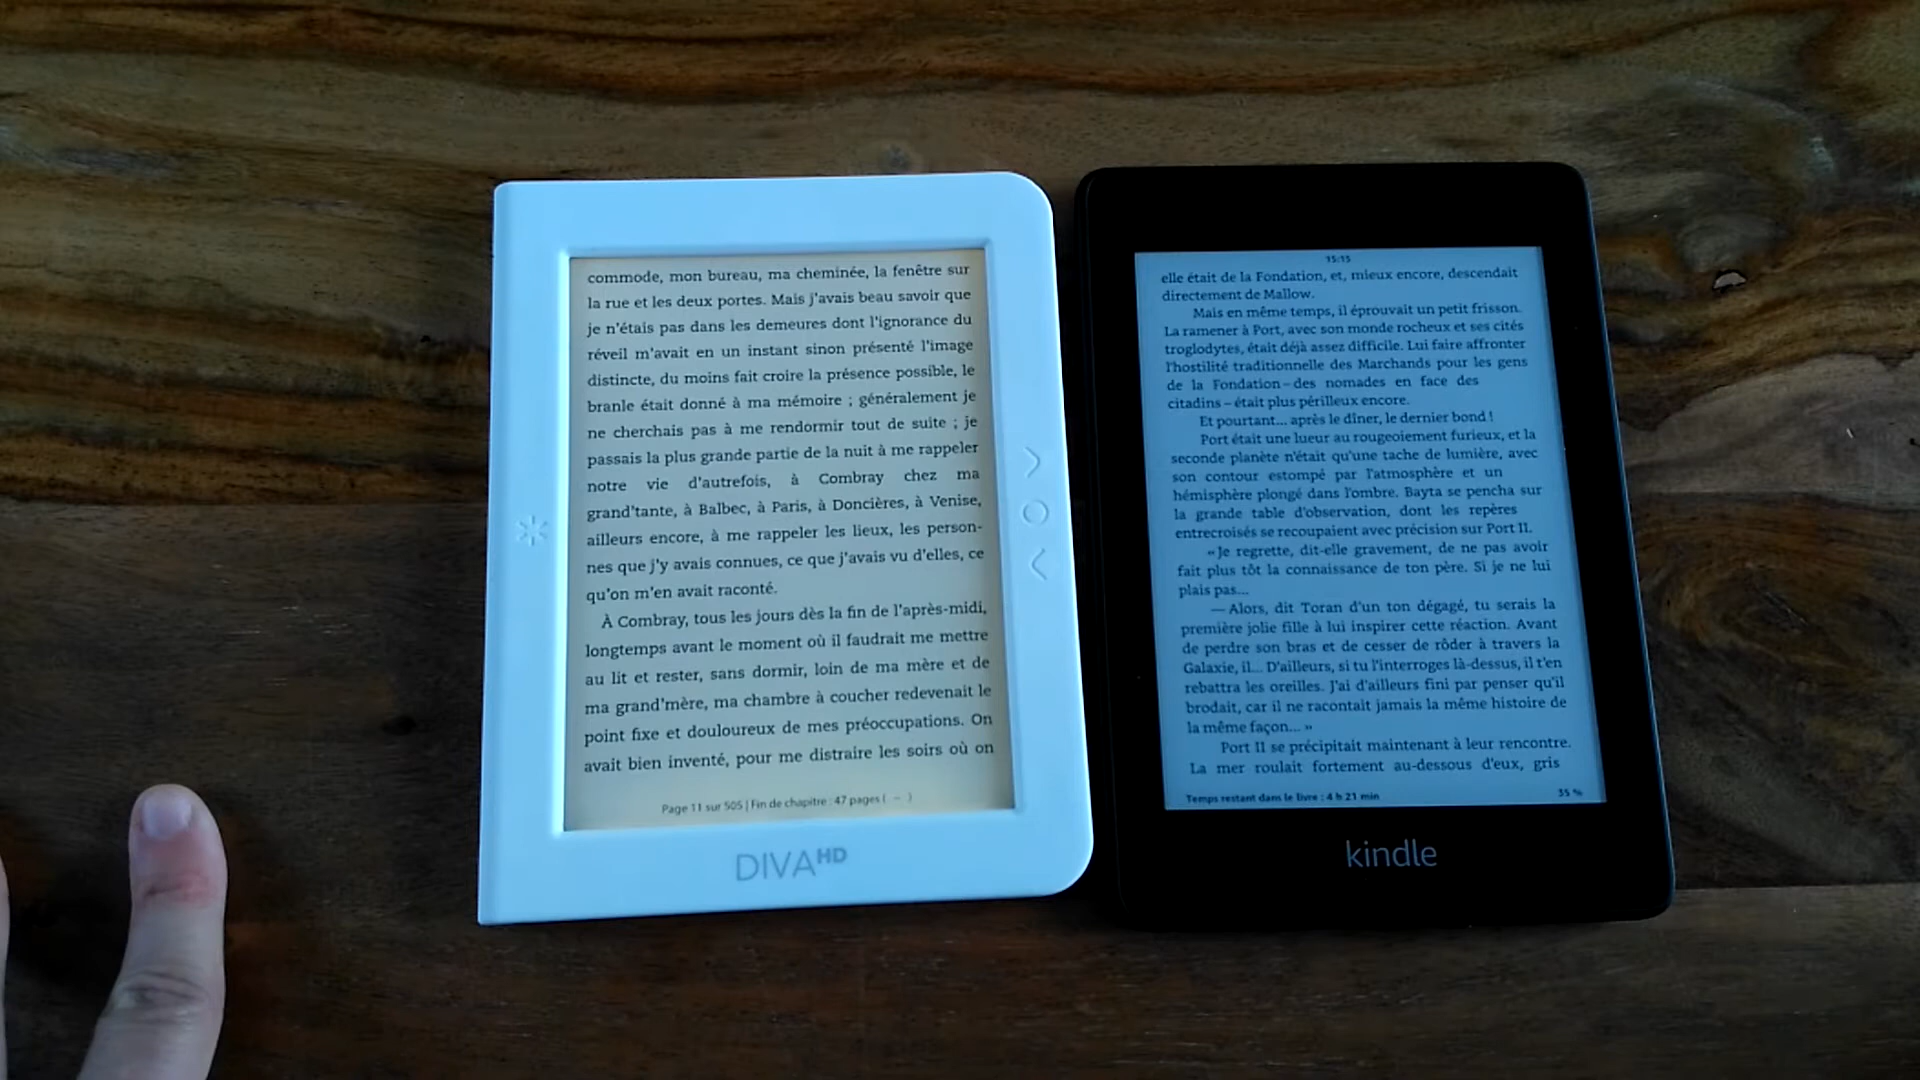 commode, mon bureau, ma cheminée, la fenêtre sur
la rue et les deux portes. Mais j'avais beau savoir que
je n'étais pas dans les demeures dont l'ignorance du
réveil m'avait en un instant sinon présenté l'image
distincte, du moins fait croire la présence possible, le
branle était donné à ma mémoire ; généralement je
ne cherchais pas à me rendormir tout de suite ; je
passais la plus grande partie de la nuit à me rappeler
notre vie d'autrefois, à Combray chez ma
grand'tante, à Balbec, à Paris, à Doncières, à Venise,
ailleurs encore, à me rappeler les lieux, les person-
nes que j'y avais connues, ce que j'avais vu d'elles, ce
qu'on m'en avait raconté.
À Combray, tous les jours dès la fin de l'après-midi,
longtemps avant le moment où il faudrait me mettre
au lit et rester, sans dormir, loin de ma mère et de
ma grand'mère, ma chambre à coucher redevenait le
point fixe et douloureux de mes préoccupations. On
avait bien inventé, pour me distraire les soirs où on
Page 11 sur 505 | Fin de chapitre : 47 pages ( – )
DIVA HD
15:15
elle était de la Fondation, et, mieux encore, descendait
directement de Mallow.
Mais en même temps, il éprouvait un petit frisson.
La ramener à Port, avec son monde rocheux et ses cités
troglodytes, était déjà assez difficile. Lui faire affronter
l'hostilité traditionnelle des Marchands pour les gens
de la Fondation – des nomades en face des
citadins – était plus périlleux encore.
Et pourtant... après le dîner, le dernier bond !
Port était une lueur au rougeoiement furieux, et la
seconde planète n'était qu'une tache de lumière, avec
son contour estompé par l'atmosphère et un
hémisphère plongé dans l'ombre. Bayta se pencha sur
la grande table d'observation, dont les repères
entrecroisés se recoupaient avec précision sur Port II.
« Je regrette, dit-elle gravement, de ne pas avoir
fait plus tôt la connaissance de ton père. Si je ne lui
plais pas...
— Alors, dit Toran d'un ton dégagé, tu serais la
première jolie fille à lui inspirer cette réaction. Avant
de perdre son bras et de cesser de rôder à travers la
Galaxie, il... D'ailleurs, si tu l'interroges là-dessus, il t'en
rebattra les oreilles. J'ai d'ailleurs fini par penser qu'il
brodait, car il ne racontait jamais la même histoire de
la même façon... »
Port II se précipitait maintenant à leur rencontre.
La mer roulait fortement au-dessous d'eux, gris
Temps restant dans le livre : 4 h 21 min 35 %
kindle